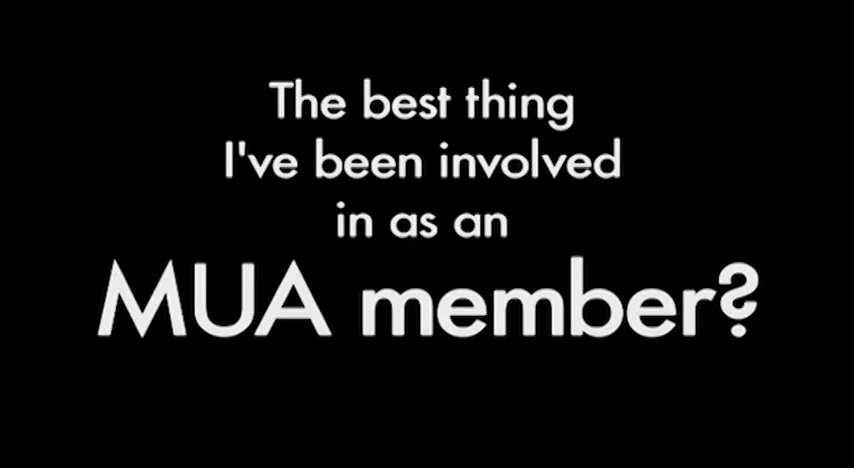 The best thing
I've been involved
in as an
MUA member?